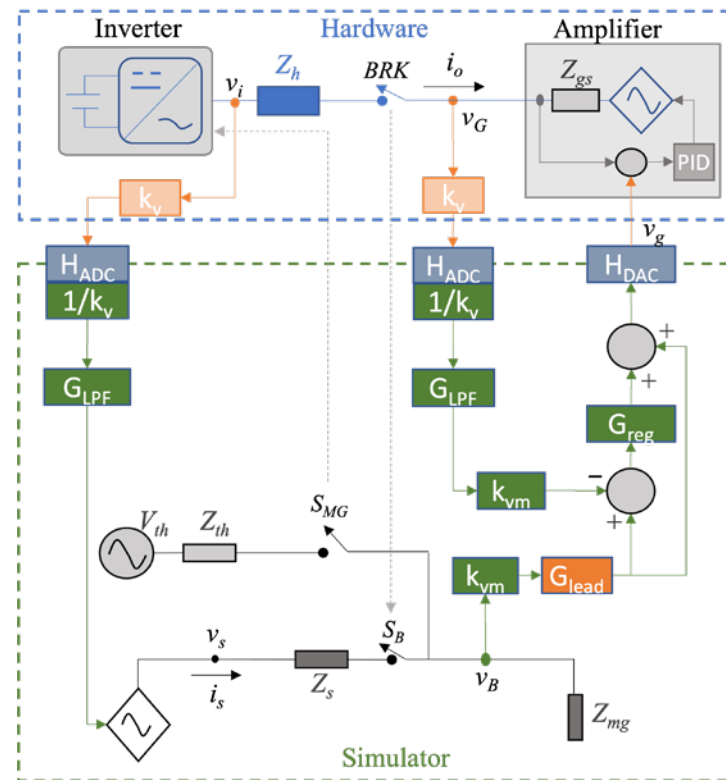 Inverter
Hardware
Amplifier
v_i
Z_h
BRK
i_o
Z_gs
v_G
PID
k_v
k_v
v_g
H_ADC
1/k_v
H_ADC
1/k_v
H_DAC
+
+
G_LPF
G_LPF
G_reg
k_vm
−
+
S_MG
V_th
Z_th
k_vm
G_lead
v_s
S_B
i_s
Z_s
v_B
Z_mg
Simulator